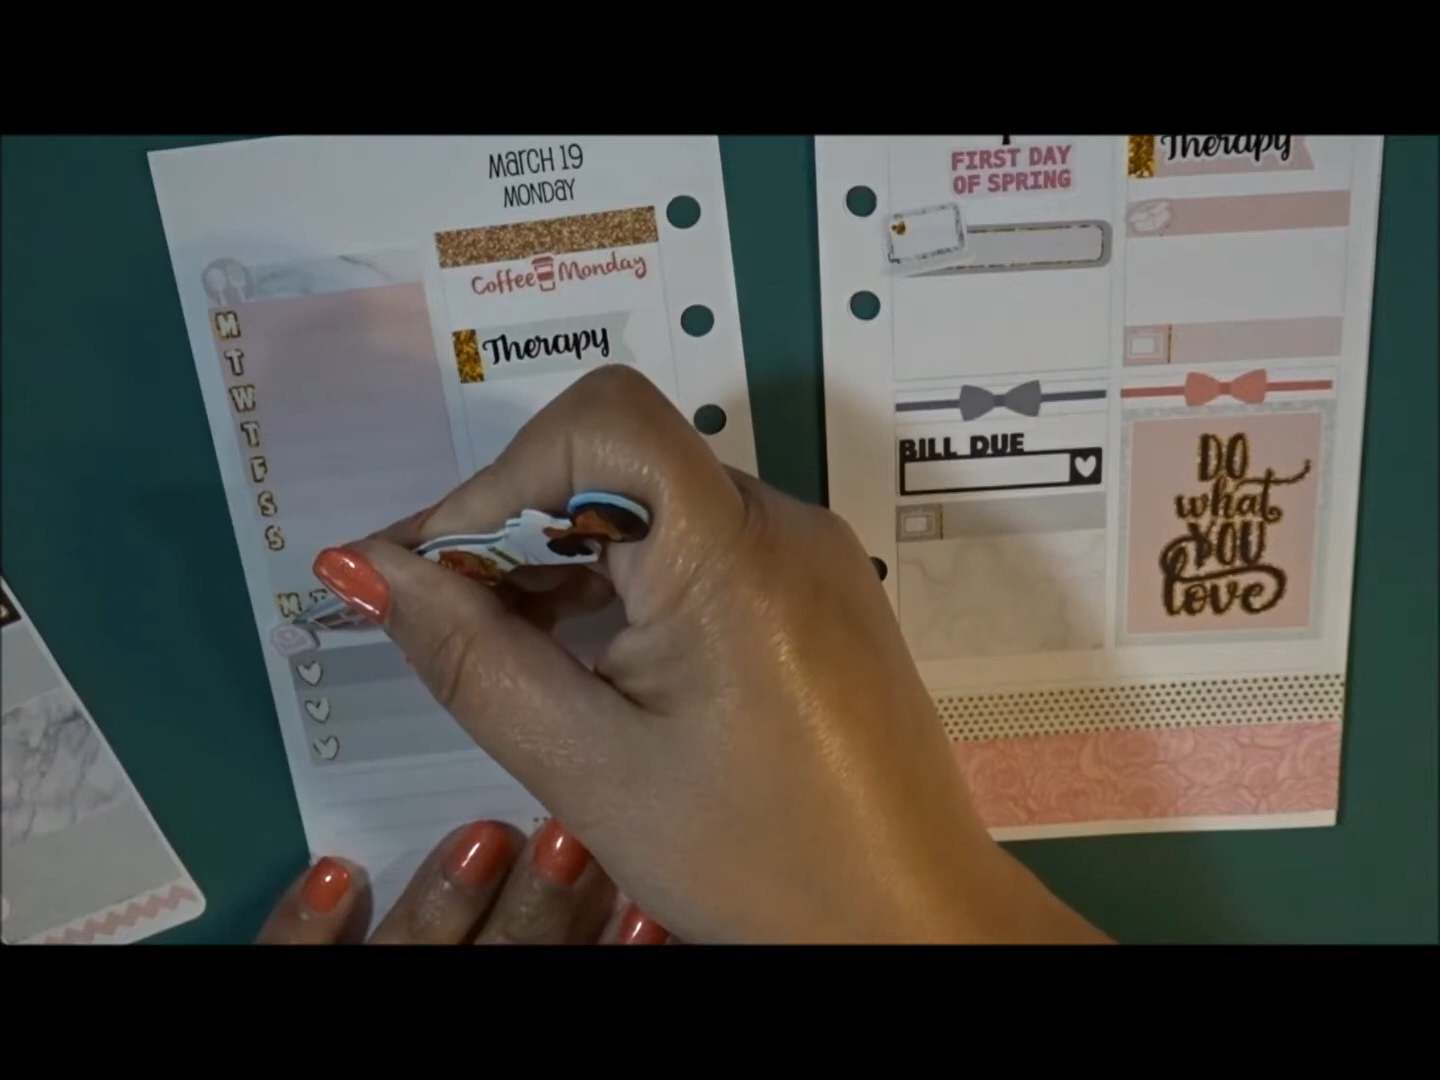 March 19
Monday
Coffee Monday
Therapy
M
T
W
T
F
S
S
M T
FIRST DAY
OF SPRING
Therapy
BILL DUE
DO
what
YOU
love